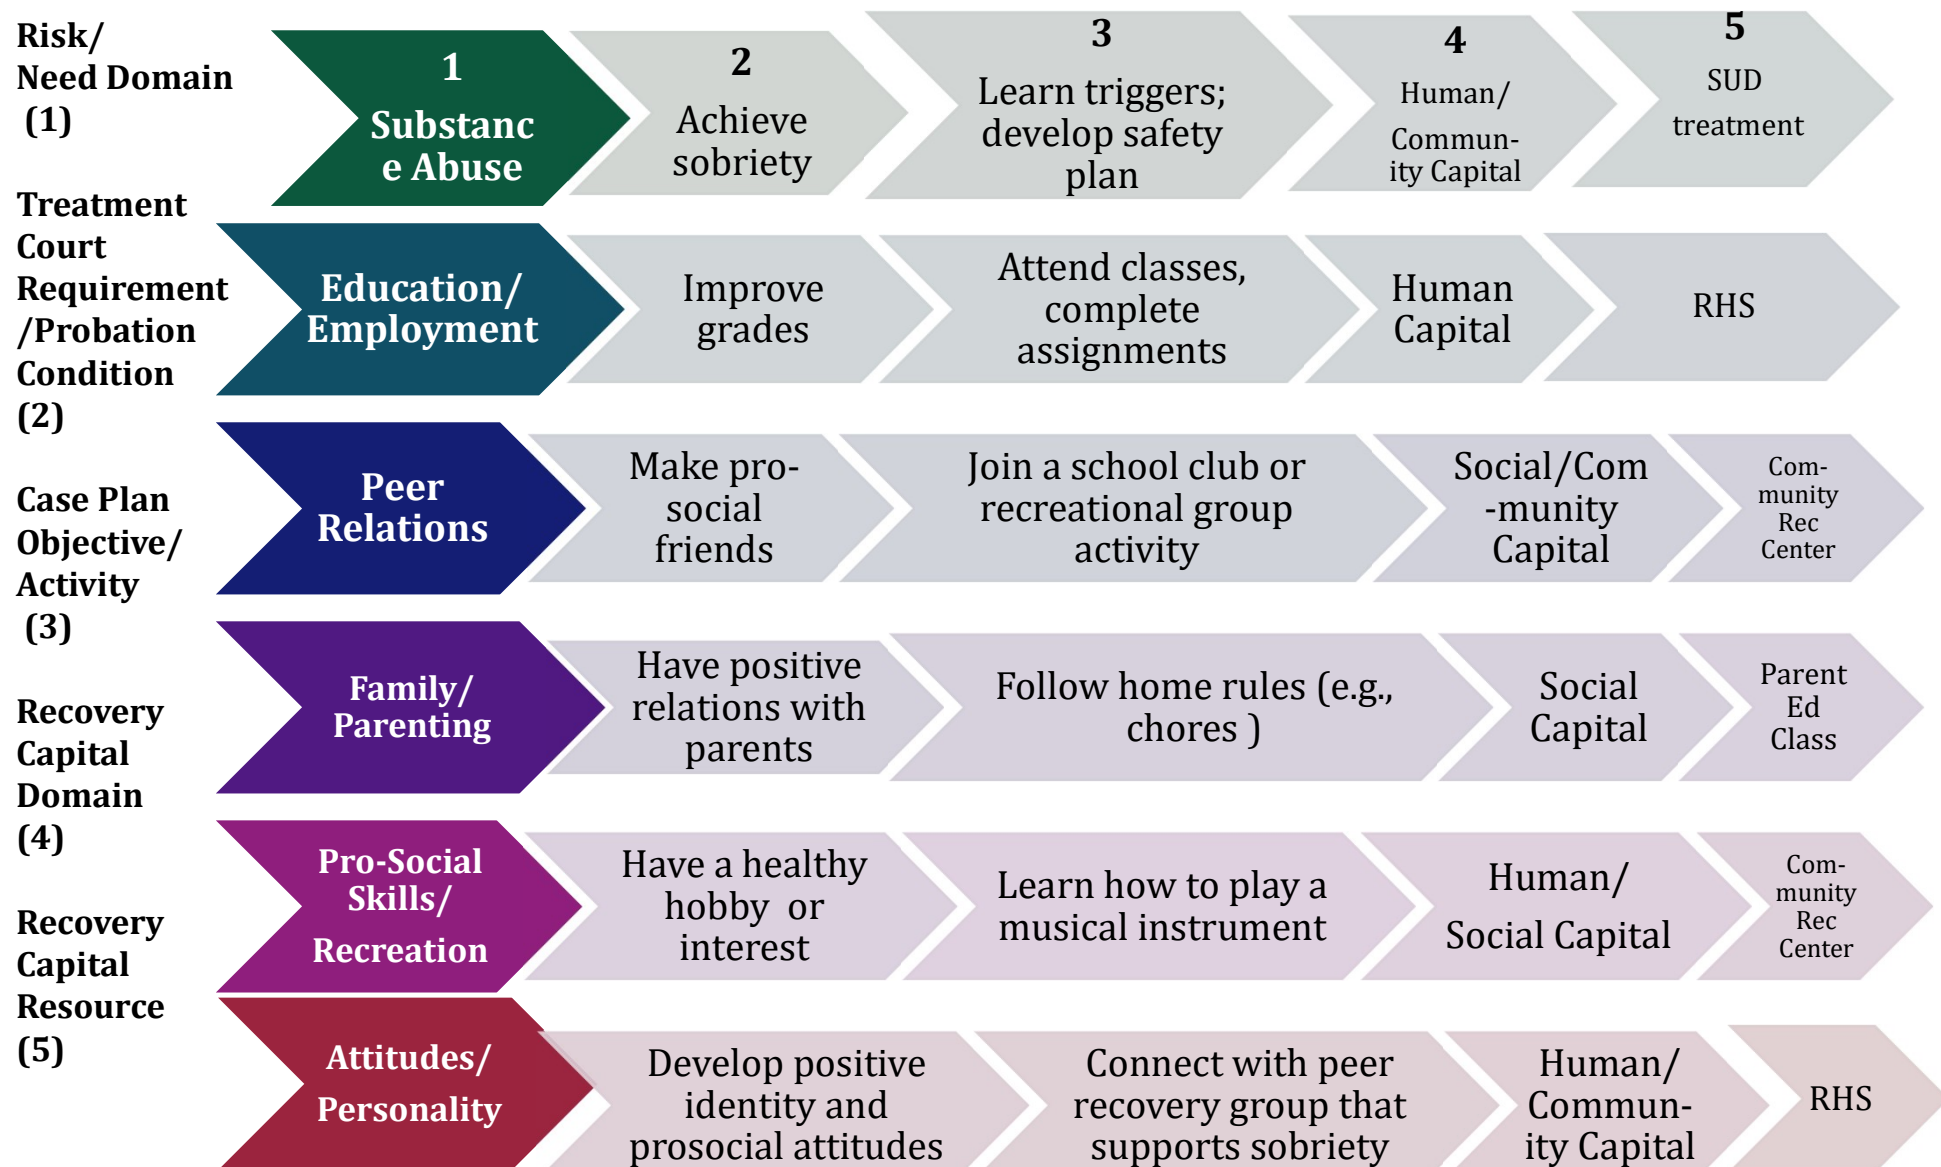 Risk/
Need Domain
(1)
Treatment
Court
Requirement
/Probation
Condition
(2)
Case Plan
Objective/
Activity
(3)
Recovery
Capital
Domain
(4)
Recovery
Capital
Resource
(5)
1
Substanc
e Abuse
2
Achieve
sobriety
3
Learn triggers;
develop safety
plan
4
Human/
Commun-
ity Capital
5
SUD
treatment
Education/
Employment
Improve
grades
Attend classes,
complete
assignments
Human
Capital
RHS
Peer
Relations
Make pro-
social
friends
Join a school club or
recreational group
activity
Social/Com
-munity
Capital
Com-
munity
Rec
Center
Family/
Parenting
Have positive
relations with
parents
Follow home rules (e.g.,
chores )
Social
Capital
Parent
Ed
Class
Pro-Social
Skills/
Recreation
Have a healthy
hobby or
interest
Learn how to play a
musical instrument
Human/
Social Capital
Com-
munity
Rec
Center
Attitudes/
Personality
Develop positive
identity and
prosocial attitudes
Connect with peer
recovery group that
supports sobriety
Human/
Commun-
ity Capital
RHS